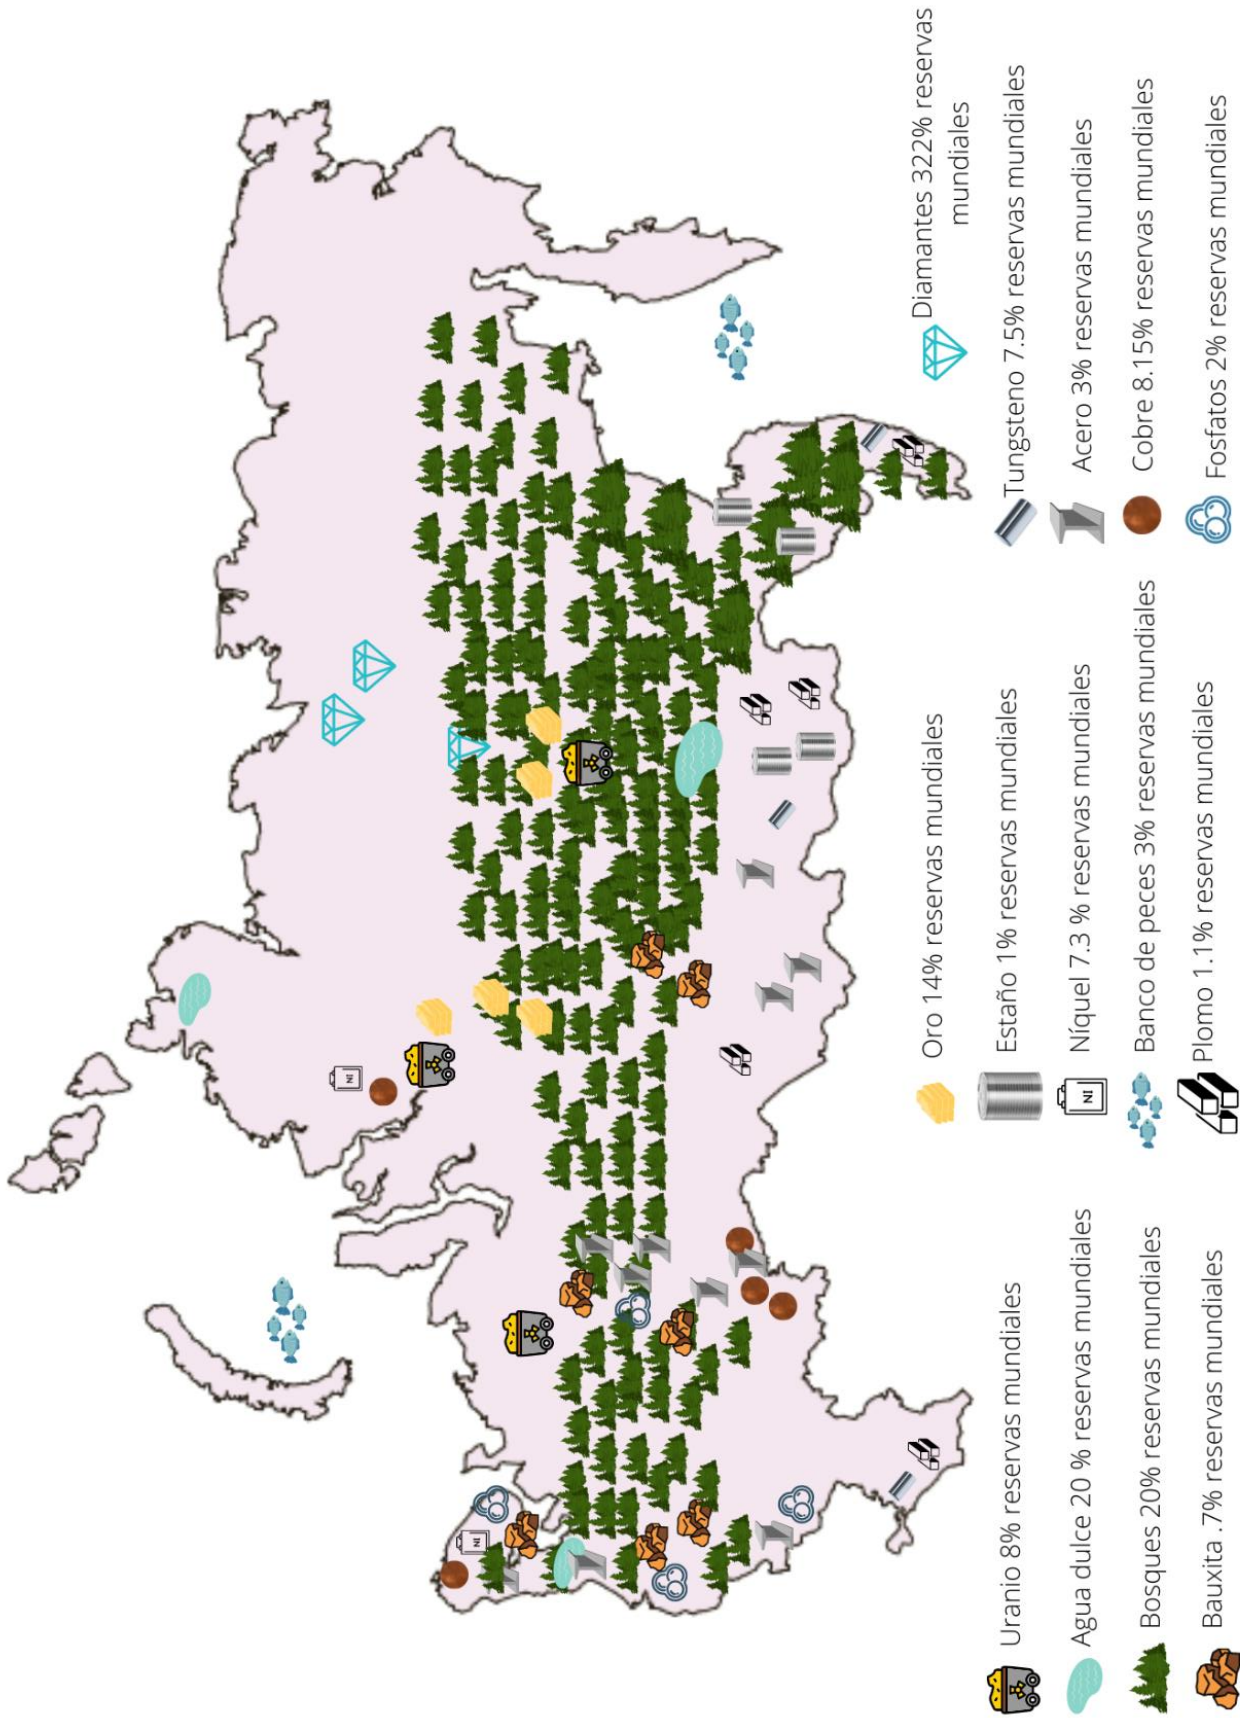 Diamantes 322% reservas
mundiales
Oro 14% reservas mundiales
Tungsteno 7.5% reservas mundiales
Uranio 8% reservas mundiales
Estaño 1% reservas mundiales
Acero 3% reservas mundiales
Agua dulce 20 % reservas mundiales
NI
Níquel 7.3 % reservas mundiales
Cobre 8.15% reservas mundiales
Bosques 20% reservas mundiales
Banco de peces 3% reservas mundiales
Fosfatos 2% reservas mundiales
Bauxita .7% reservas mundiales
Plomo 1.1% reservas mundiales
NI
NI